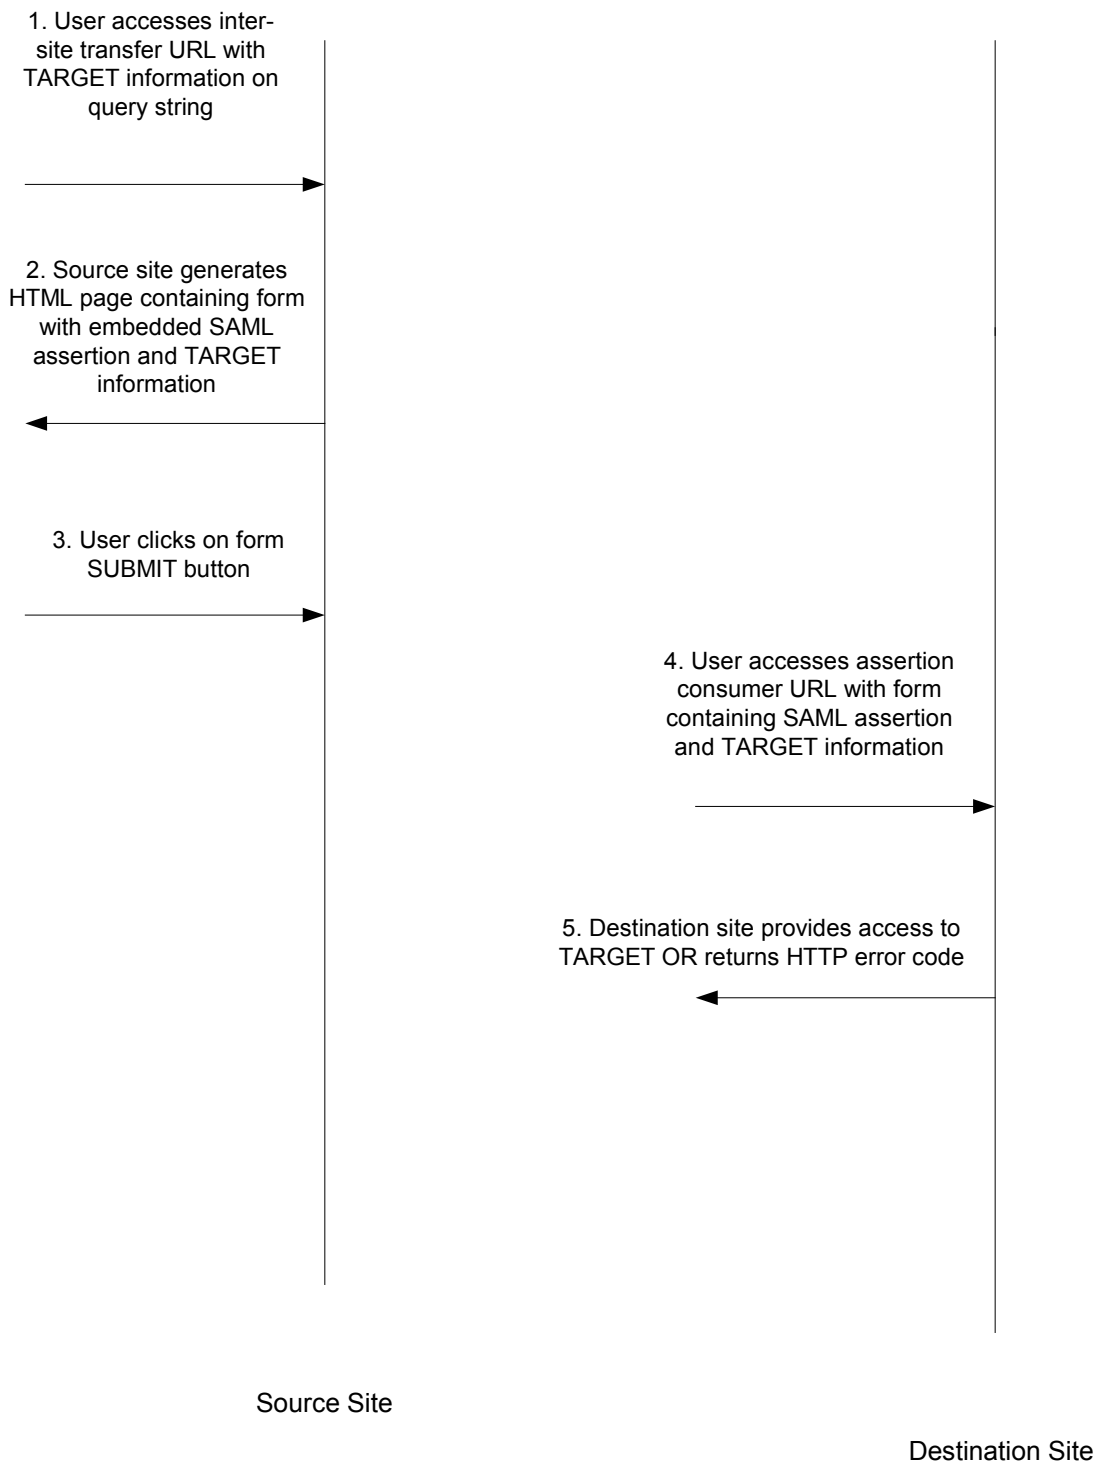 1. User accesses inter-
site transfer URL with
TARGET information on
query string
2. Source site generates
HTML page containing form
with embedded SAML
assertion and TARGET
information
3. User clicks on form
SUBMIT button
4. User accesses assertion
consumer URL with form
containing SAML assertion
and TARGET information
5. Destination site provides access to
TARGET OR returns HTTP error code
Source Site
Destination Site